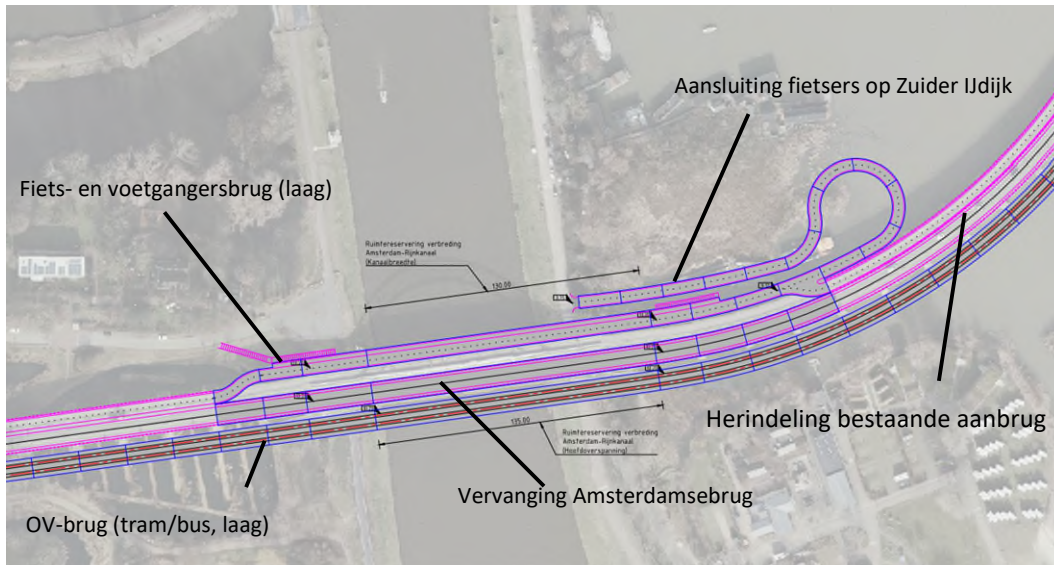 Aansluiting fietsers op Zuider IJdijk
Fiets- en voetgangersbrug (laag)
Ruimtereservering verbreding
Amsterdam-Rijnkanaal
(Kanaalbreedte)
130.00
135.00
Ruimtereservering verbreding
Amsterdam-Rijnkanaal
(Hoofdoverspanning)
Herindeling bestaande aanbrug
Vervanging Amsterdamsebrug
OV-brug (tram/bus, laag)